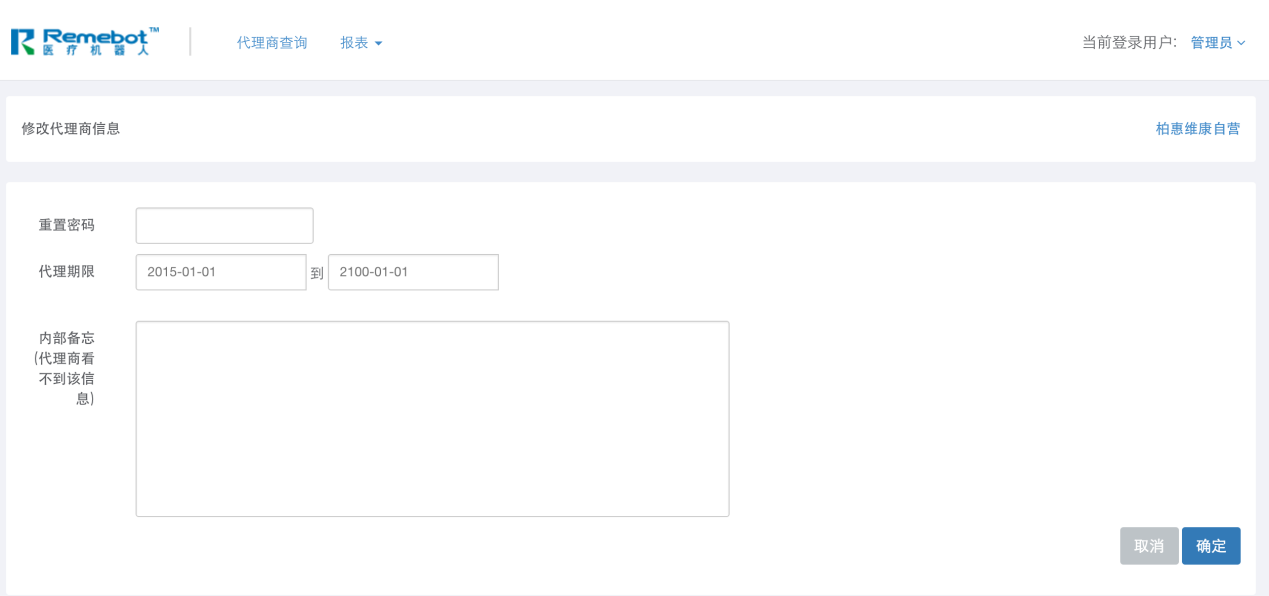 Remebot™
医疗机器人
代理商查询 报表 当前登录用户: 管理员
修改代理商信息 柏惠维康自营
重置密码
代理期限 2015-01-01 到 2100-01-01
内部备忘
(代理商看
不到该信
息)
取消 确定